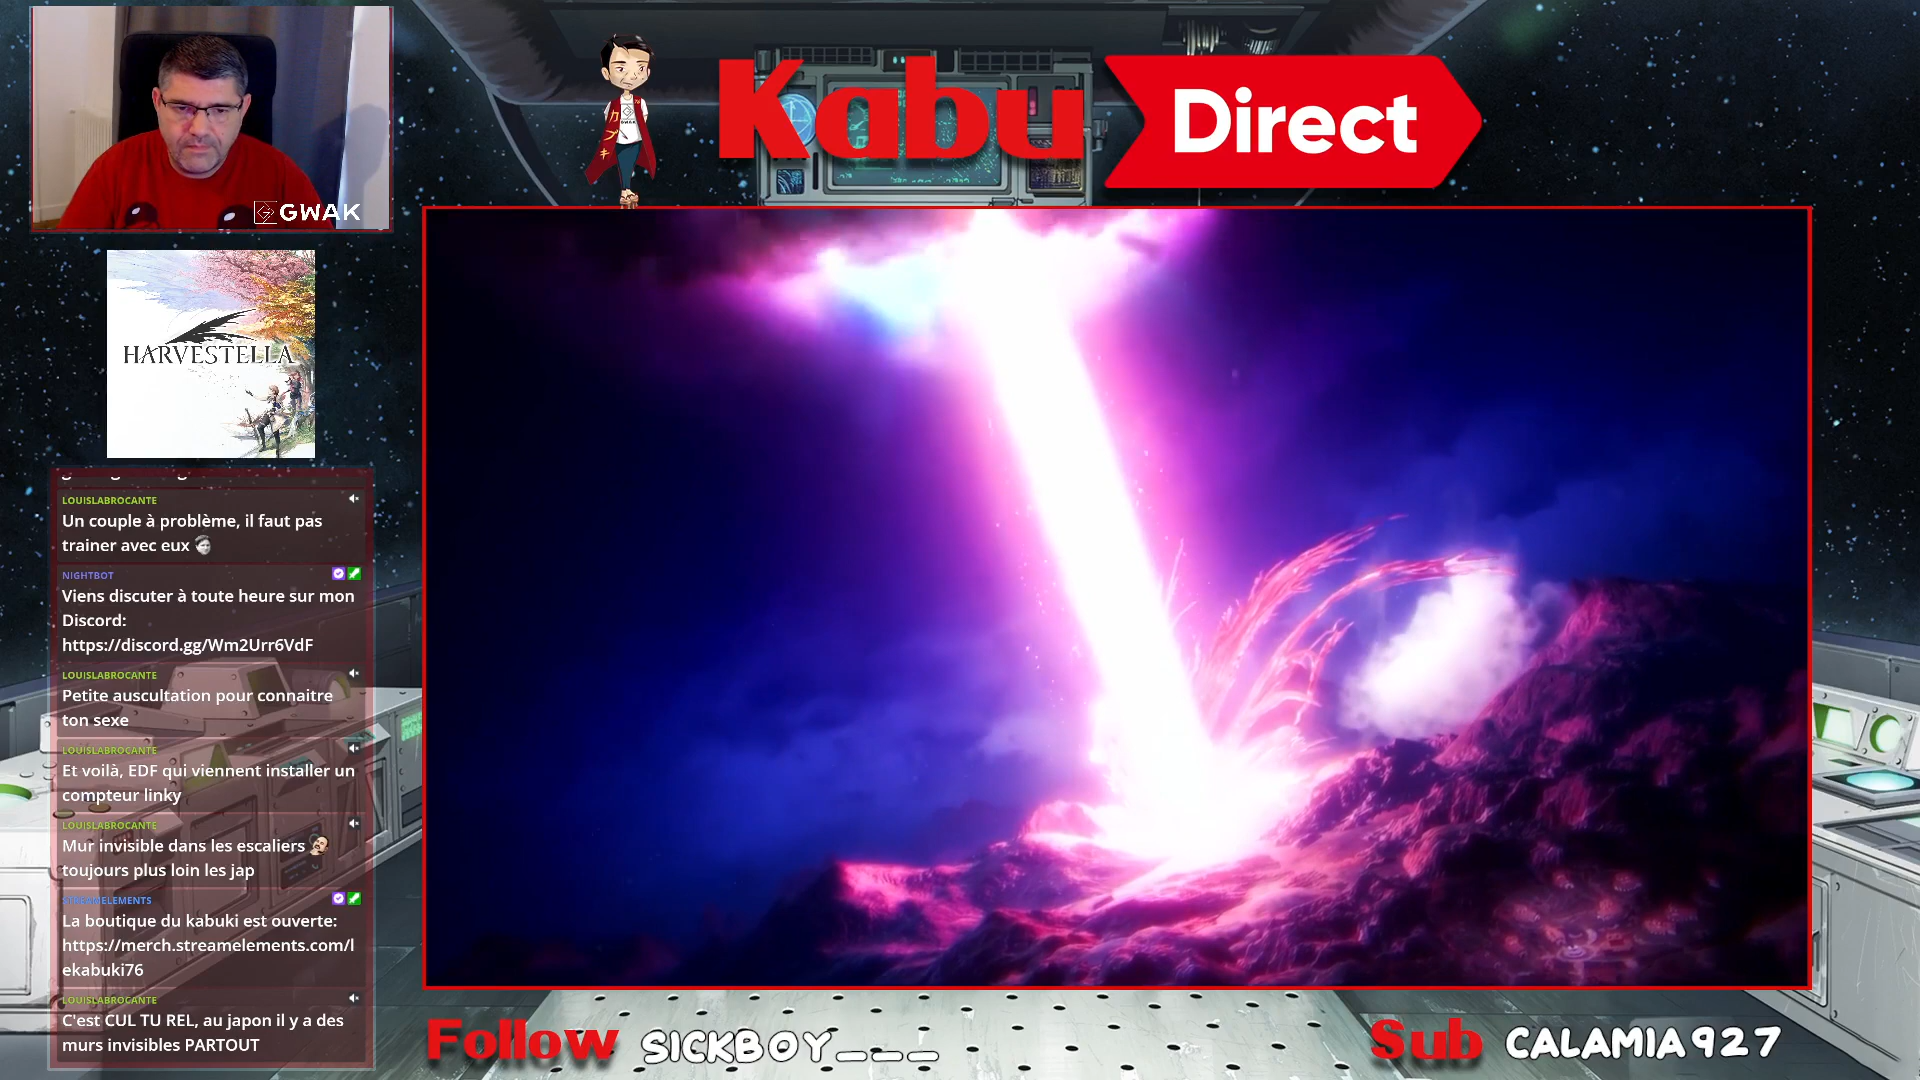 GWAK
Kabu
Direct
HARVESTELLA
LOUISLABROCANTE
Un couple à problème, il faut pas
trainer avec eux
NIGHTBOT
Viens discuter à toute heure sur mon
Discord:
https://discord.gg/Wm2Urr6VdF
LOUISLABROCANTE
Petite auscultation pour connaitre
ton sexe
LOUISLABROCANTE
Et voilà, EDF qui viennent installer un
compteur linky
LOUISLABROCANTE
Mur invisible dans les escaliers
toujours plus loin les jap
STREAMELEMENTS
La boutique du kabuki est ouverte:
https://merch.streamelements.com/l
ekabuki76
LOUISLABROCANTE
C'est CUL TU REL, au japon il y a des
murs invisibles PARTOUT
Follow SICKBOY___
Sub CALAMIA927